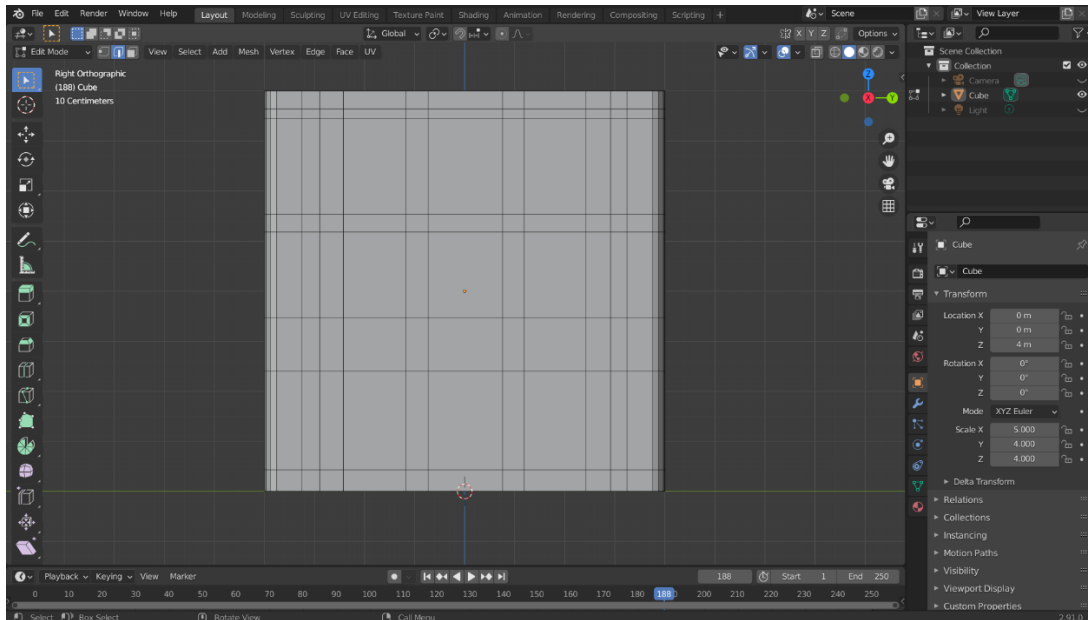 File Edit Render Window Help Layout Modeling Sculpting UV Editing Texture Paint Shading Animation Rendering Compositing Scripting + Scene View Layer
Global Options X Y Z
Edit Mode View Select Add Mesh Vertex Edge Face UV
Right Orthographic
(188) Cube
10 Centimeters
Z
X
Y
Scene Collection
Collection
Camera
Cube
Light
Cube
Cube
Transform
Location X 0 m
Y 0 m
Z 4 m
Rotation X 0°
Y 0°
Z 0°
Mode XYZ Euler
Scale X 5.000
Y 4.000
Z 4.000
Delta Transform
Relations
Collections
Instancing
Motion Paths
Visibility
Viewport Display
Custom Properties
Playback Keying View Marker 188 Start 1 End 250
0 10 20 30 40 50 60 70 80 90 100 110 120 130 140 150 160 170 180 188 200 210 220 230 240 250
Select Box Select Rotate View Call Menu 2.91.0